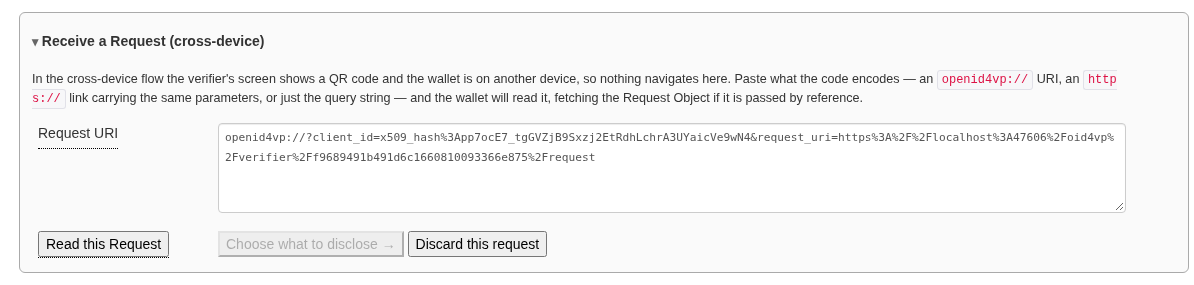 ▾ Receive a Request (cross-device)
In the cross-device flow the verifier's screen shows a QR code and the wallet is on another device, so nothing navigates here. Paste what the code encodes — an openid4vp:// URI, an http
s:// link carrying the same parameters, or just the query string — and the wallet will read it, fetching the Request Object if it is passed by reference.
Request URI
openid4vp://?client_id=x509_hash%3App7ocE7_tgGVZjB9Sxzj2EtRdhLchrA3UYaicVe9wN4&request_uri=https%3A%2F%2Flocalhost%3A47606%2Foid4vp%
2Fverifier%2Ff9689491b491d6c1660810093366e875%2Frequest
Read this Request Choose what to disclose → Discard this request